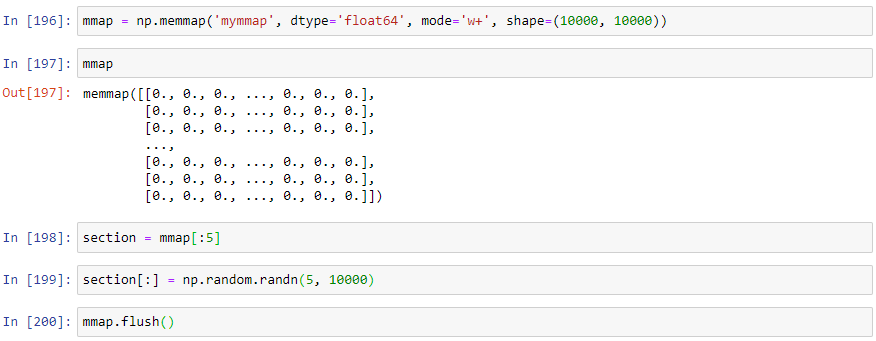 In [196]: mmap = np.memmap('mymmap', dtype='float64', mode='w+', shape=(10000, 10000))
In [197]: mmap
Out[197]: memmap([[0., 0., 0., ..., 0., 0., 0.],
[0., 0., 0., ..., 0., 0., 0.],
[0., 0., 0., ..., 0., 0., 0.],
...,
[0., 0., 0., ..., 0., 0., 0.],
[0., 0., 0., ..., 0., 0., 0.],
[0., 0., 0., ..., 0., 0., 0.]])
In [198]: section = mmap[:5]
In [199]: section[:] = np.random.randn(5, 10000)
In [200]: mmap.flush()